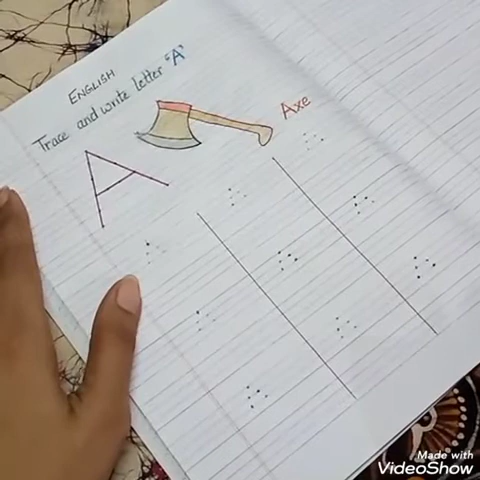 ENGLISH
Trace and write letter "A"
Axe
A
Made with
VideoShow